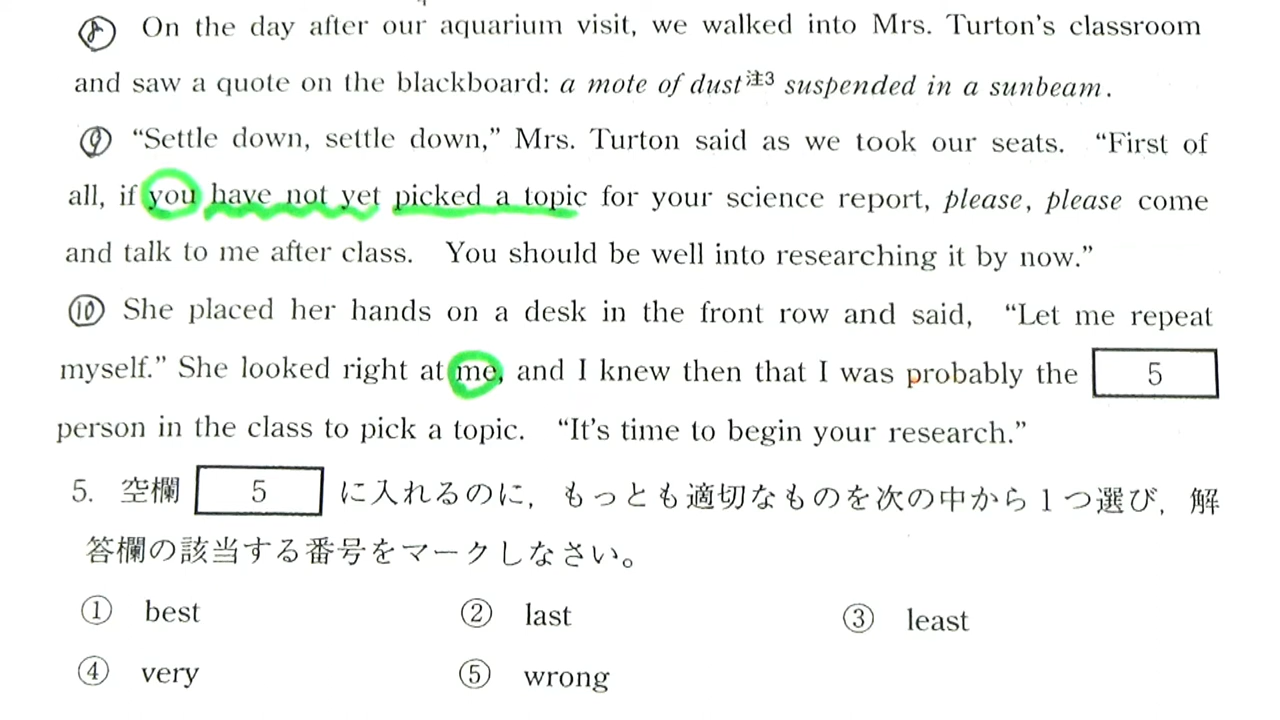 ⑧ On the day after our aquarium visit, we walked into Mrs. Turton's classroom
and saw a quote on the blackboard: a mote of dust注3 suspended in a sunbeam.
⑨ “Settle down, settle down,” Mrs. Turton said as we took our seats. “First of
all, if you have not yet picked a topic for your science report, please, please come
and talk to me after class. You should be well into researching it by now.”
⑩ She placed her hands on a desk in the front row and said, “Let me repeat
myself.” She looked right at me, and I knew then that I was probably the 5
person in the class to pick a topic. “It's time to begin your research.”
5. 空欄 5 に入れるのに，もっとも適切なものを次の中から1つ選び，解
答欄の該当する番号をマークしなさい。
① best ② last ③ least
④ very ⑤ wrong